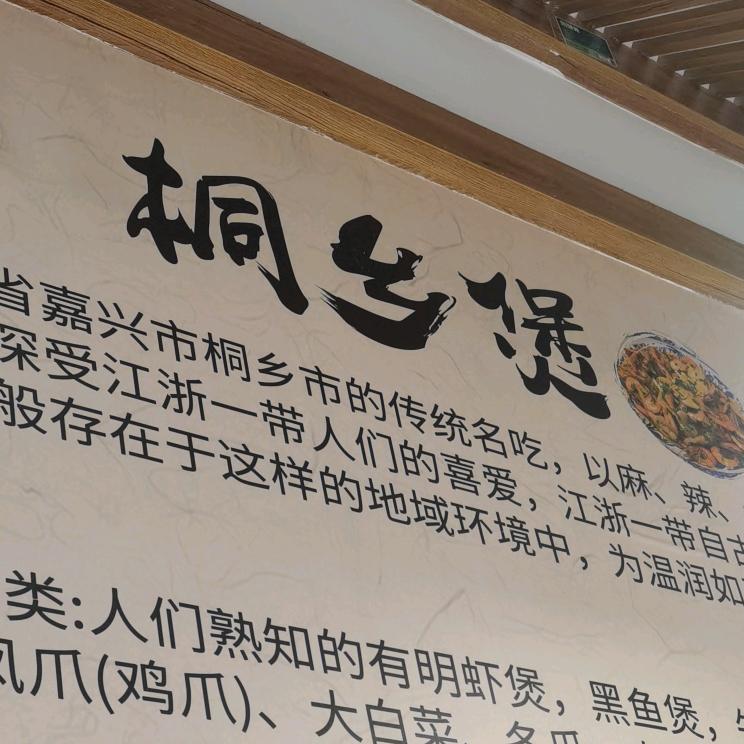 桐乡煲
省嘉兴市桐乡市的传统名吃，以麻、辣、
深受江浙一带人们的喜爱，江浙一带自古
般存在于这样的地域环境中，为温润如
类:人们熟知的有明虾煲，黑鱼煲，
凤爪(鸡爪)、大白菜、冬瓜